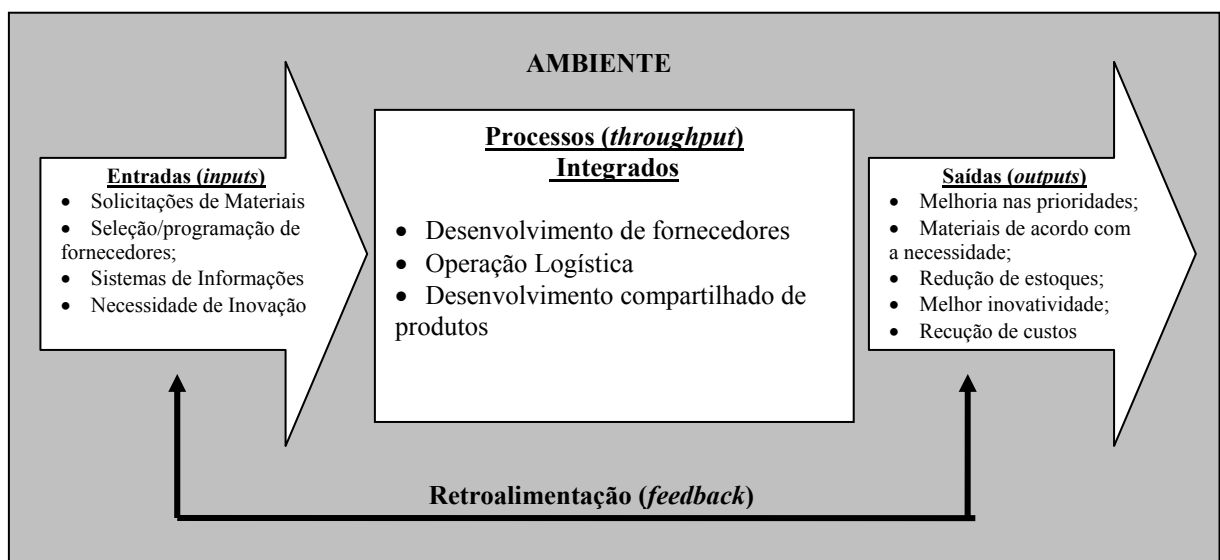 AMBIENTE
Entradas (inputs)
• Solicitações de Materiais
• Seleção/programação de
fornecedores;
• Sistemas de Informações
• Necessidade de Inovação
Processos (throughput)
Integrados
• Desenvolvimento de fornecedores
• Operação Logística
• Desenvolvimento compartilhado de
produtos
Saídas (outputs)
• Melhoria nas prioridades;
• Materiais de acordo com
a necessidade;
• Redução de estoques;
• Melhor inovatividade;
• Recução de custos
Retroalimentação (feedback)